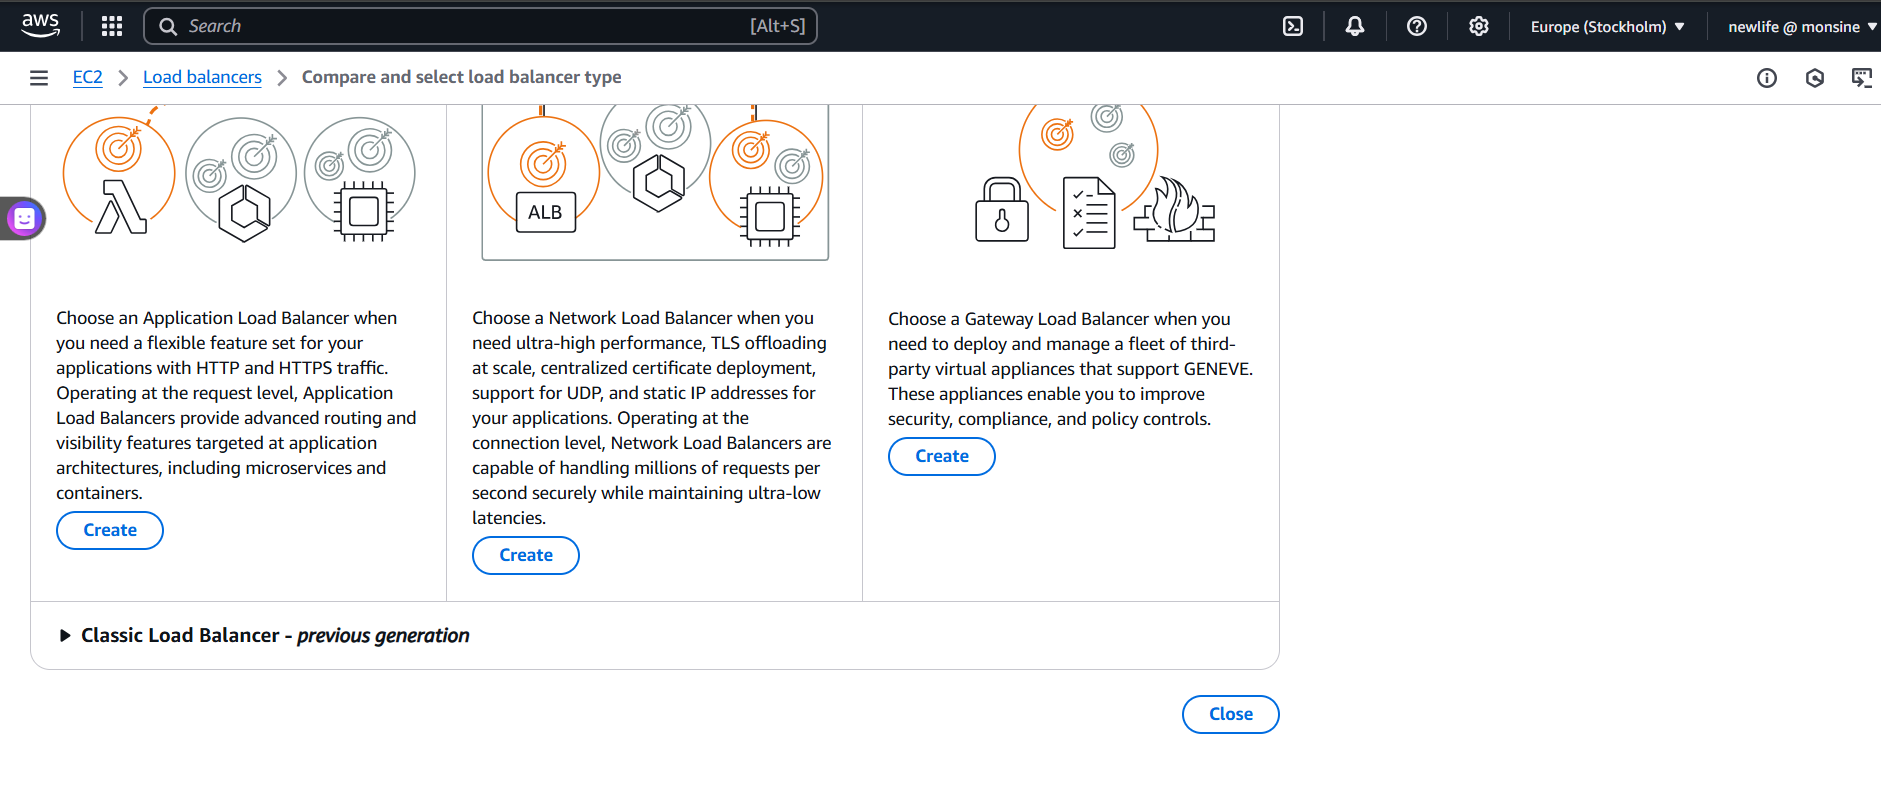 aws
Search [Alt+S]
Europe (Stockholm)
newlife @ monsine
EC2
Load balancers
Compare and select load balancer type
ALB
Choose an Application Load Balancer when
you need a flexible feature set for your
applications with HTTP and HTTPS traffic.
Operating at the request level, Application
Load Balancers provide advanced routing and
visibility features targeted at application
architectures, including microservices and
containers.
Create
Choose a Network Load Balancer when you
need ultra-high performance, TLS offloading
at scale, centralized certificate deployment,
support for UDP, and static IP addresses for
your applications. Operating at the
connection level, Network Load Balancers are
capable of handling millions of requests per
second securely while maintaining ultra-low
latencies.
Create
Choose a Gateway Load Balancer when you
need to deploy and manage a fleet of third-
party virtual appliances that support GENEVE.
These appliances enable you to improve
security, compliance, and policy controls.
Create
Classic Load Balancer - previous generation
Close